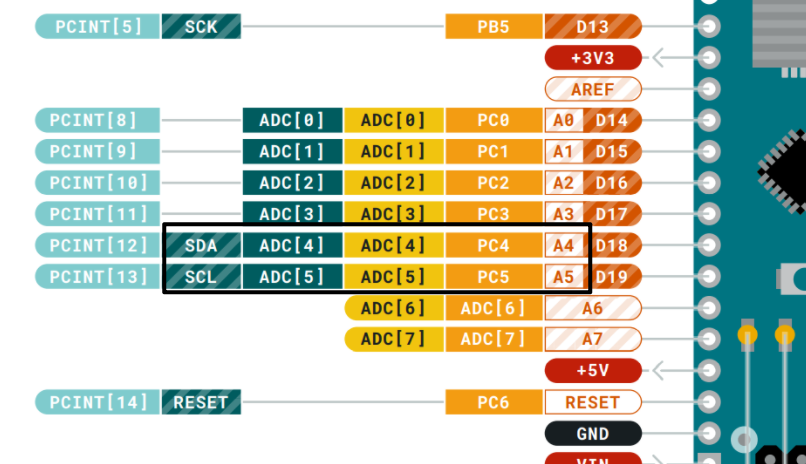 PCINT[5] SCK PB5 D13
+3V3
AREF
PCINT[8] ADC[0] ADC[0] PC0 A0 D14
PCINT[9] ADC[1] ADC[1] PC1 A1 D15
PCINT[10] ADC[2] ADC[2] PC2 A2 D16
PCINT[11] ADC[3] ADC[3] PC3 A3 D17
PCINT[12] SDA ADC[4] ADC[4] PC4 A4 D18
PCINT[13] SCL ADC[5] ADC[5] PC5 A5 D19
ADC[6] ADC[6] A6
ADC[7] ADC[7] A7
+5V
PCINT[14] RESET PC6 RESET
GND
VIN